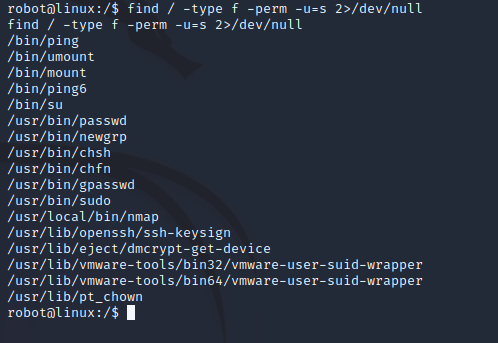 robot@linux:/$ find / -type f -perm -u=s 2>/dev/null
find / -type f -perm -u=s 2>/dev/null
/bin/ping
/bin/umount
/bin/mount
/bin/ping6
/bin/su
/usr/bin/passwd
/usr/bin/newgrp
/usr/bin/chsh
/usr/bin/chfn
/usr/bin/gpasswd
/usr/bin/sudo
/usr/local/bin/nmap
/usr/lib/openssh/ssh-keysign
/usr/lib/eject/dmcrypt-get-device
/usr/lib/vmware-tools/bin32/vmware-user-suid-wrapper
/usr/lib/vmware-tools/bin64/vmware-user-suid-wrapper
/usr/lib/pt_chown
robot@linux:/$